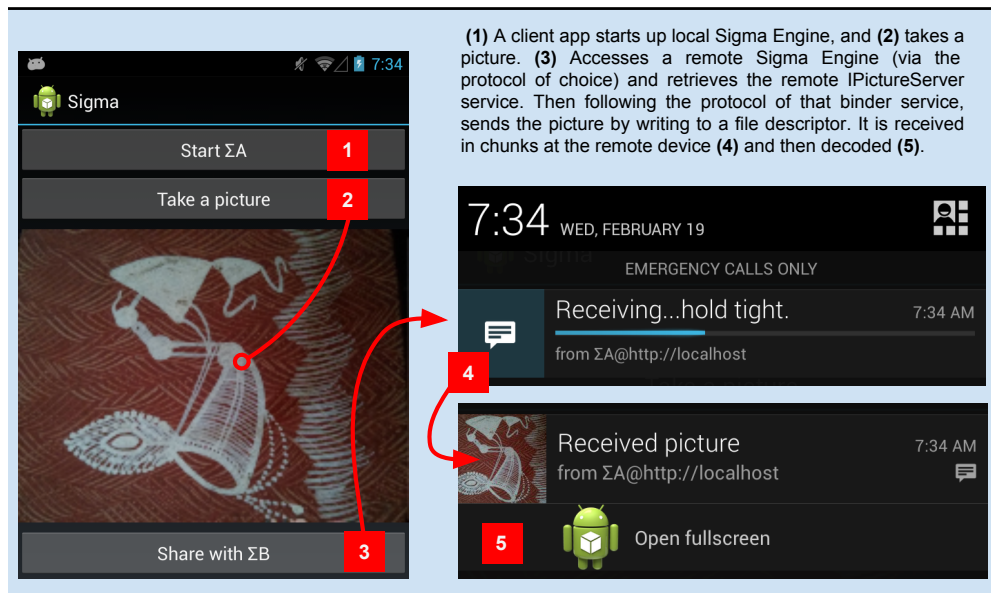 7:34
Sigma
Start ΣA
1
Take a picture
2
Share with ΣB
3
(1) A client app starts up local Sigma Engine, and (2) takes a
picture. (3) Accesses a remote Sigma Engine (via the
protocol of choice) and retrieves the remote IPictureServer
service. Then following the protocol of that binder service,
sends the picture by writing to a file descriptor. It is received
in chunks at the remote device (4) and then decoded (5).
7:34 WED, FEBRUARY 19
Sigma
EMERGENCY CALLS ONLY
Receiving...hold tight.
7:34 AM
from ΣA@http://localhost
4
Received picture
7:34 AM
from ΣA@http://localhost
5
Open fullscreen